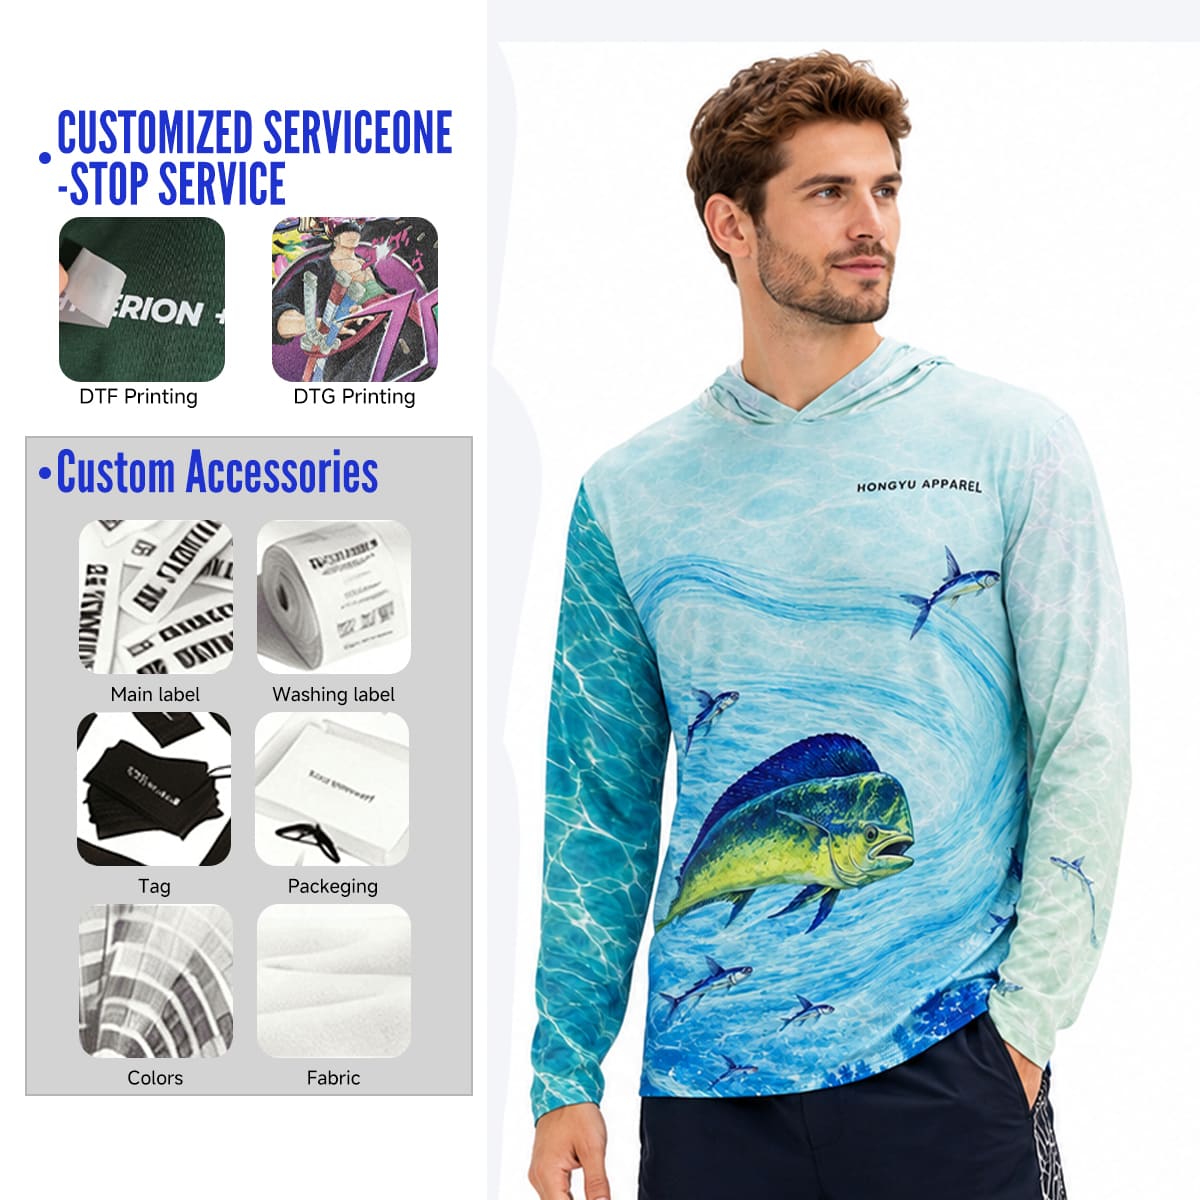 CUSTOMIZED SERVICEONE
-STOP SERVICE
ERION +
DTF Printing
DTG Printing
Custom Accessories
Main label
Washing label
Tag
Packeging
Colors
Fabric
HONGYU APPAREL